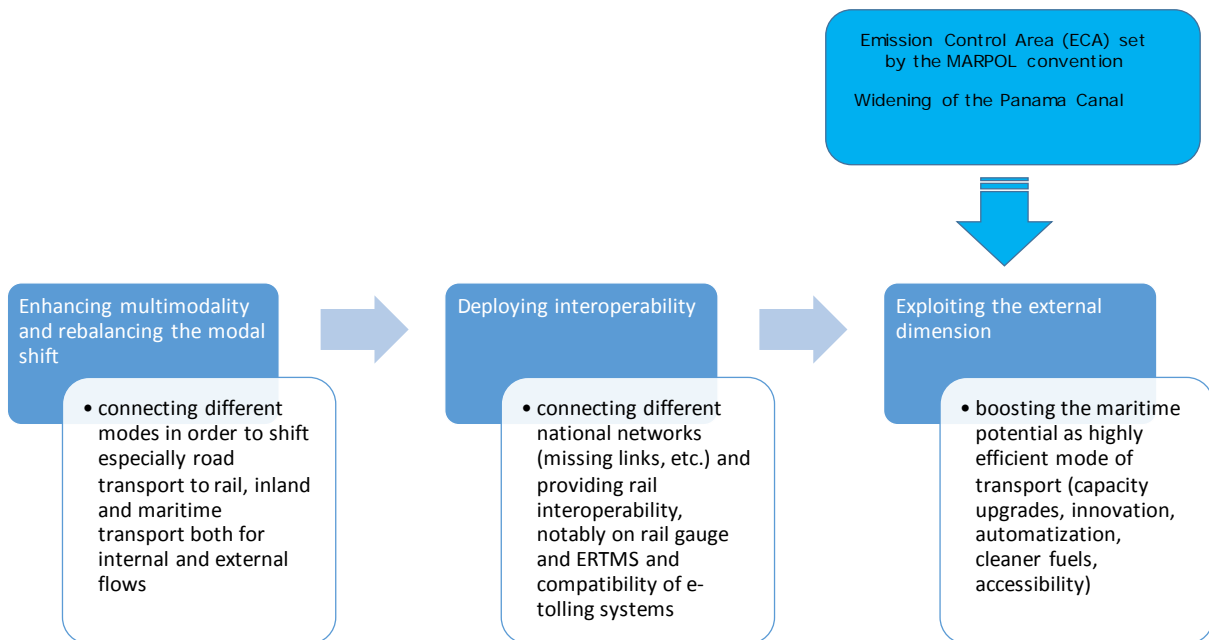 Emission Control Area (ECA) set
by the MARPOL convention
Widening of the Panama Canal
Enhancing multimodality
and rebalancing the modal
shift
• connecting different
modes in order to shift
especially road
transport to rail, inland
and maritime
transport both for
internal and external
flows
Deploying interoperability
• connecting different
national networks
(missing links, etc.) and
providing rail
interoperability,
notably on rail gauge
and ERTMS and
compatibility of e-
tolling systems
Exploiting the external
dimension
• boosting the maritime
potential as highly
efficient mode of
transport (capacity
upgrades, innovation,
automatization,
cleaner fuels,
accessibility)